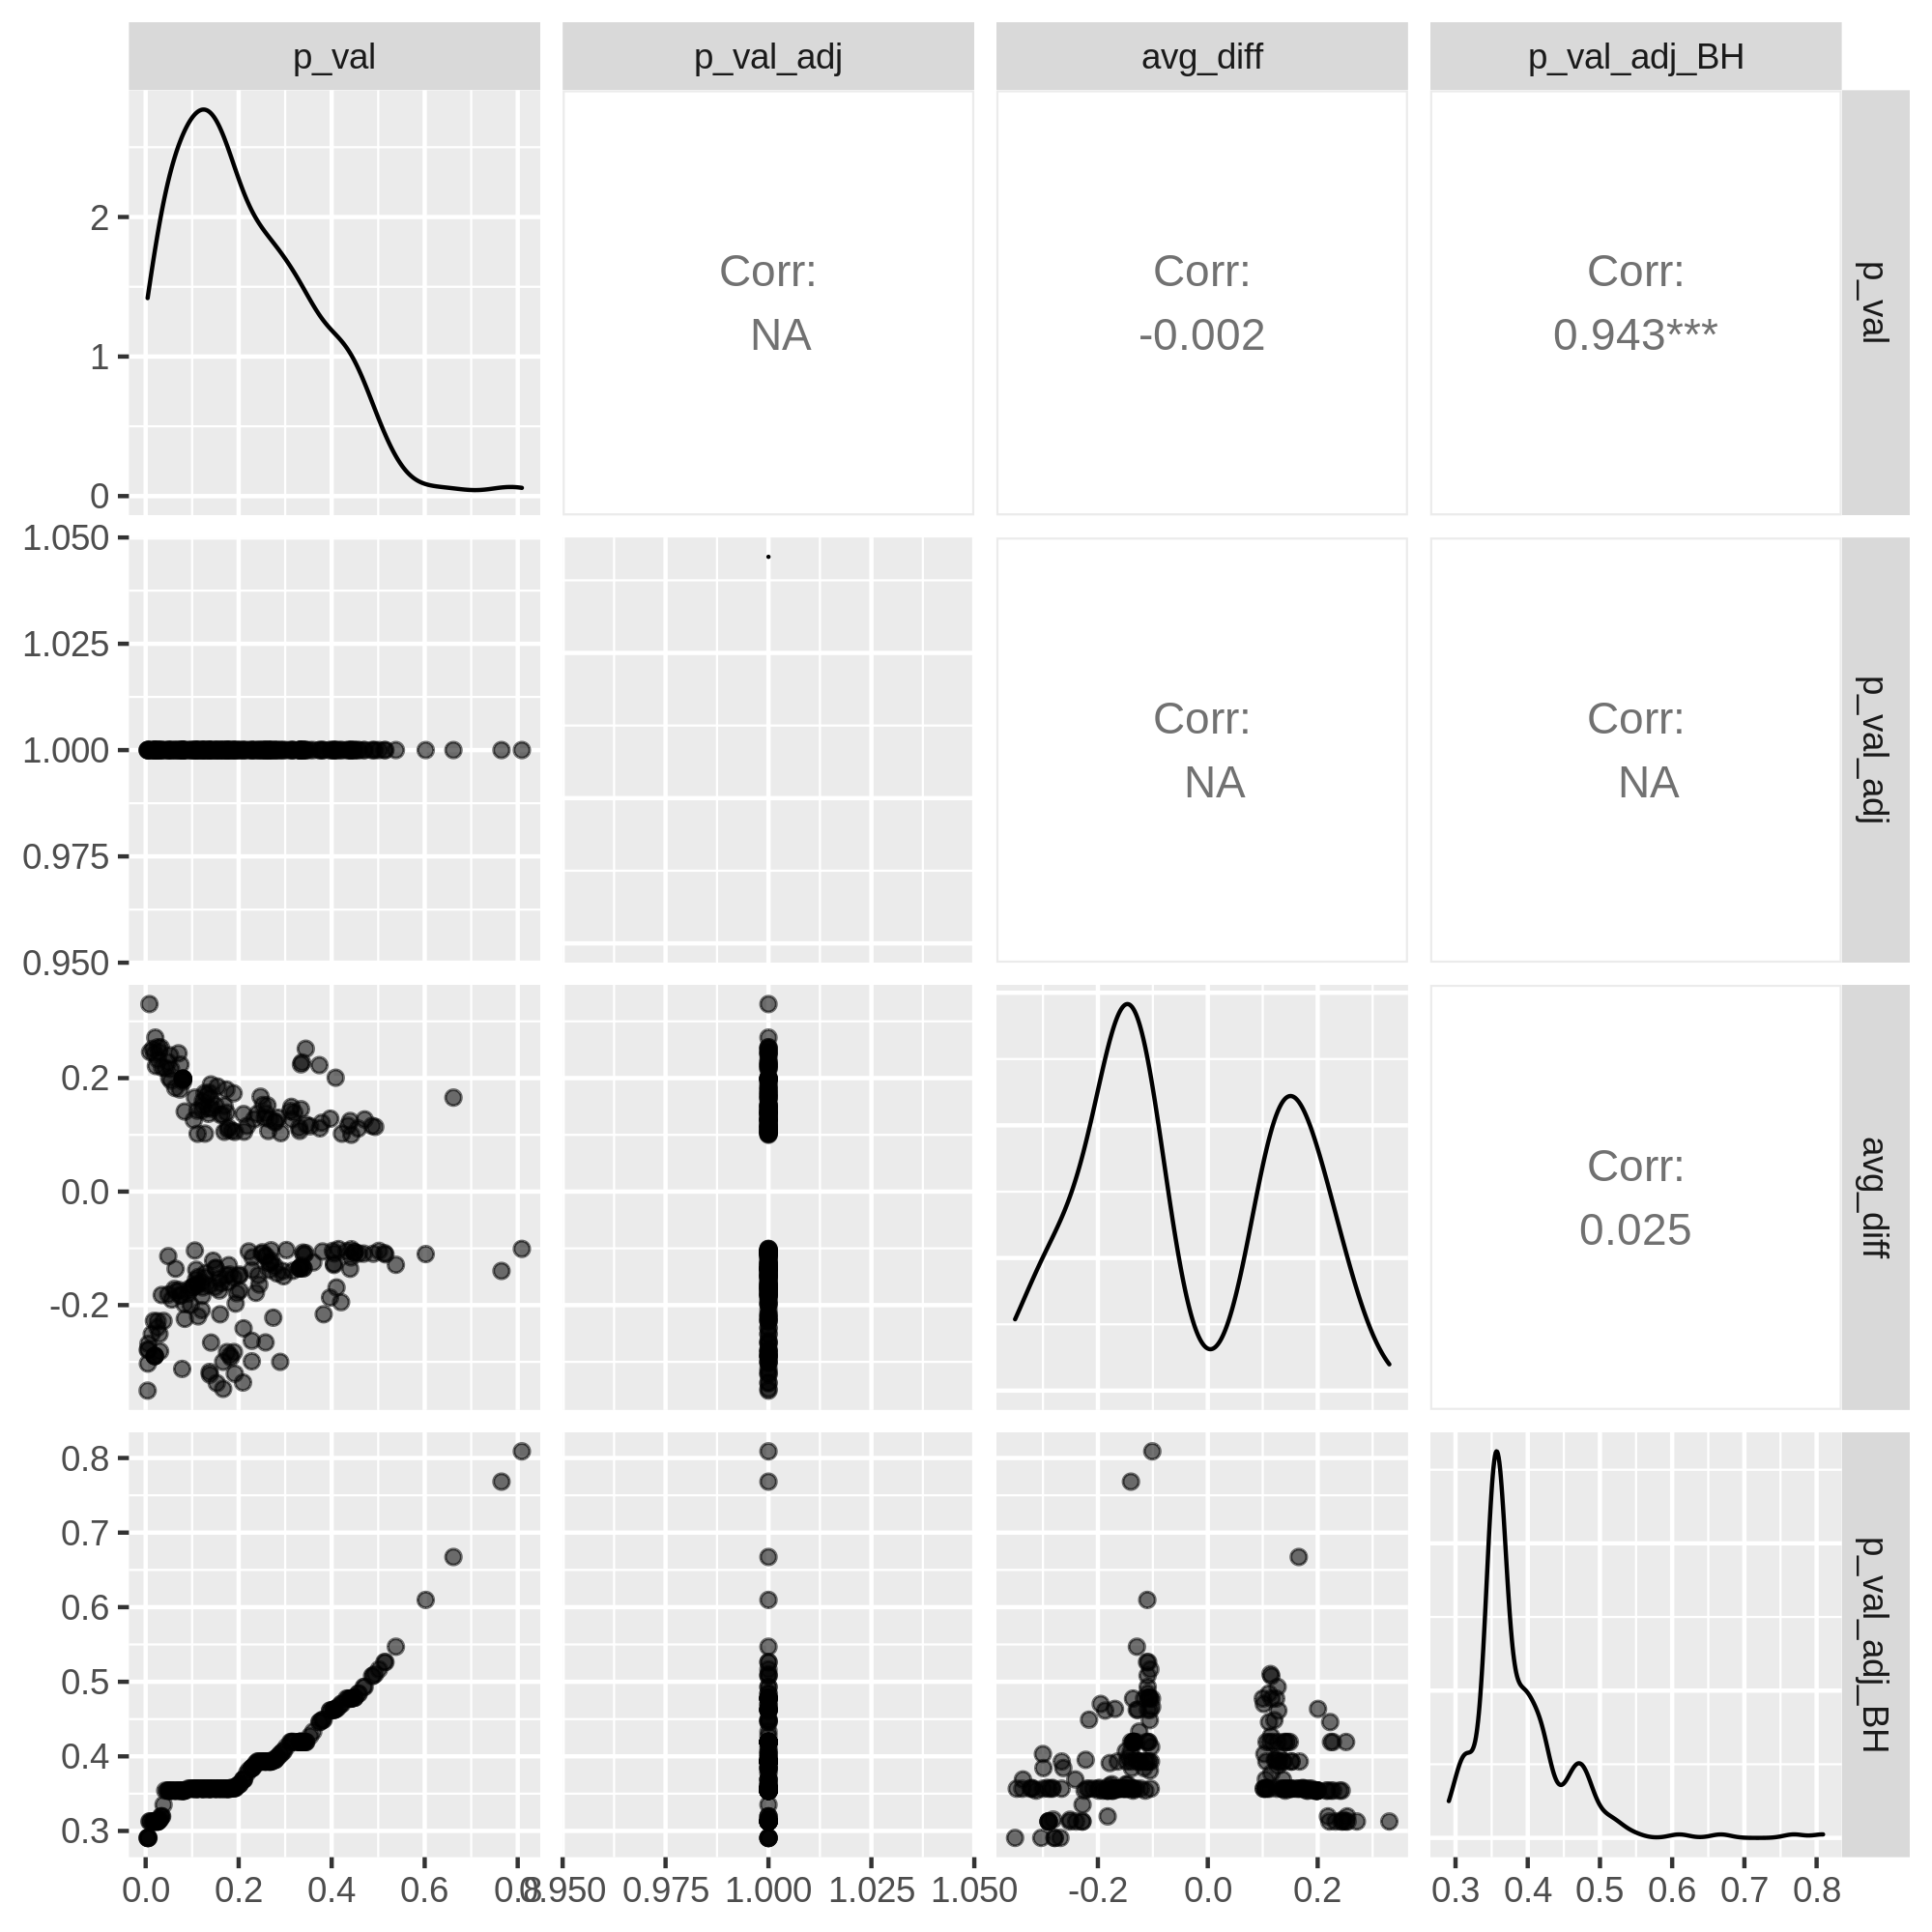 p_val
p_val_adj
avg_diff
p_val_adj_BH
2
1
0
Corr:
NA
Corr:
-0.002
Corr:
0.943***
p_val
1.050
1.025
1.000
0.975
0.950
Corr:
NA
Corr:
NA
p_val_adj
0.2
0.0
-0.2
Corr:
0.025
avg_diff
0.8
0.7
0.6
0.5
0.4
0.3
p_val_adj_BH
0.0 0.2 0.4 0.6 0.8
0.950 0.975 1.000 1.025 1.050
-0.2 0.0 0.2
0.3 0.4 0.5 0.6 0.7 0.8